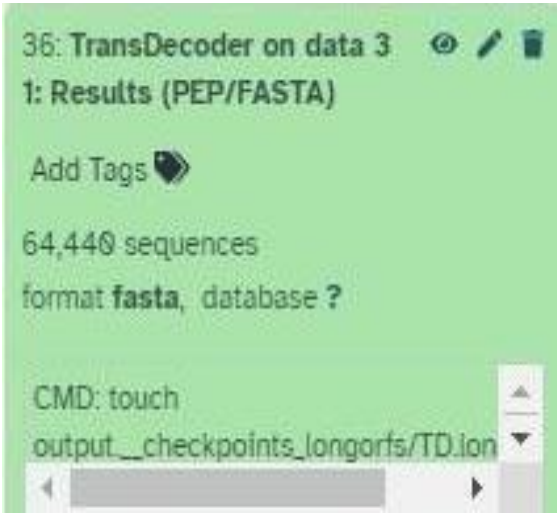 36: TransDecoder on data 3
1: Results (PEP/FASTA)
Add Tags
64,440 sequences
format fasta, database ?
CMD: touch
output.__checkpoints_longorfs/TD.lon